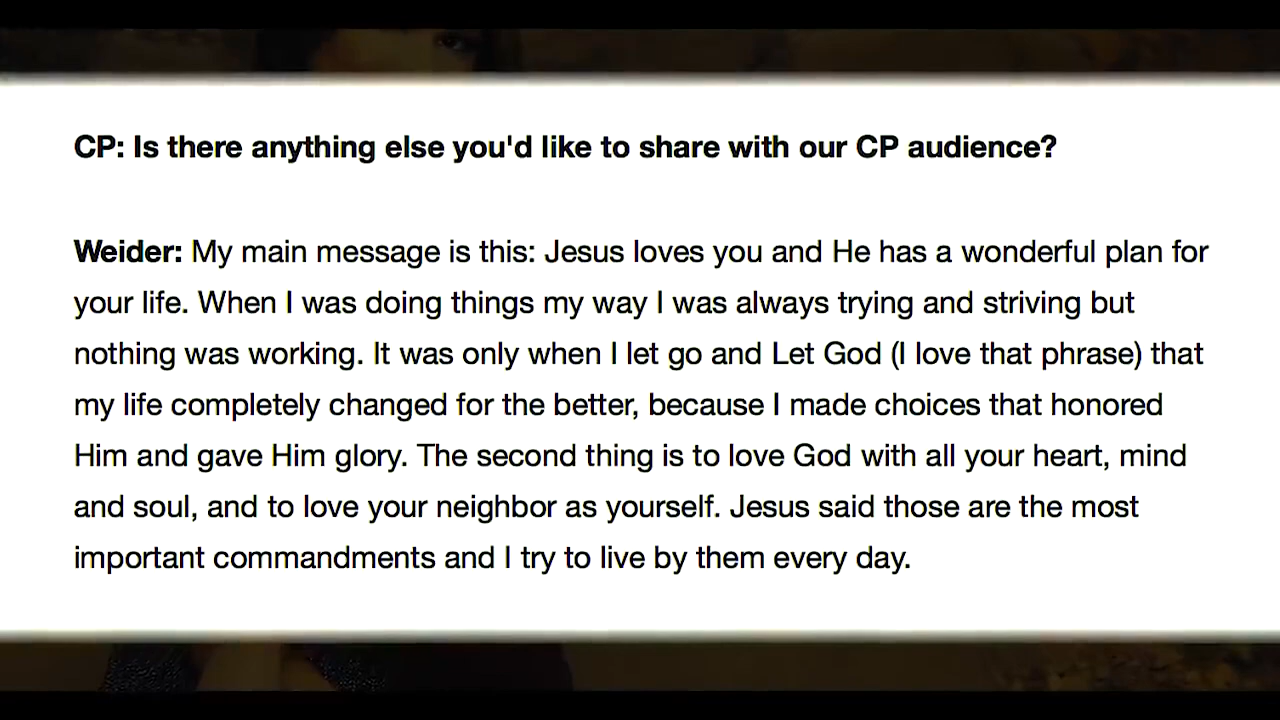 CP: Is there anything else you'd like to share with our CP audience?
Weider: My main message is this: Jesus loves you and He has a wonderful plan for
your life. When I was doing things my way I was always trying and striving but
nothing was working. It was only when I let go and Let God (I love that phrase) that
my life completely changed for the better, because I made choices that honored
Him and gave Him glory. The second thing is to love God with all your heart, mind
and soul, and to love your neighbor as yourself. Jesus said those are the most
important commandments and I try to live by them every day.